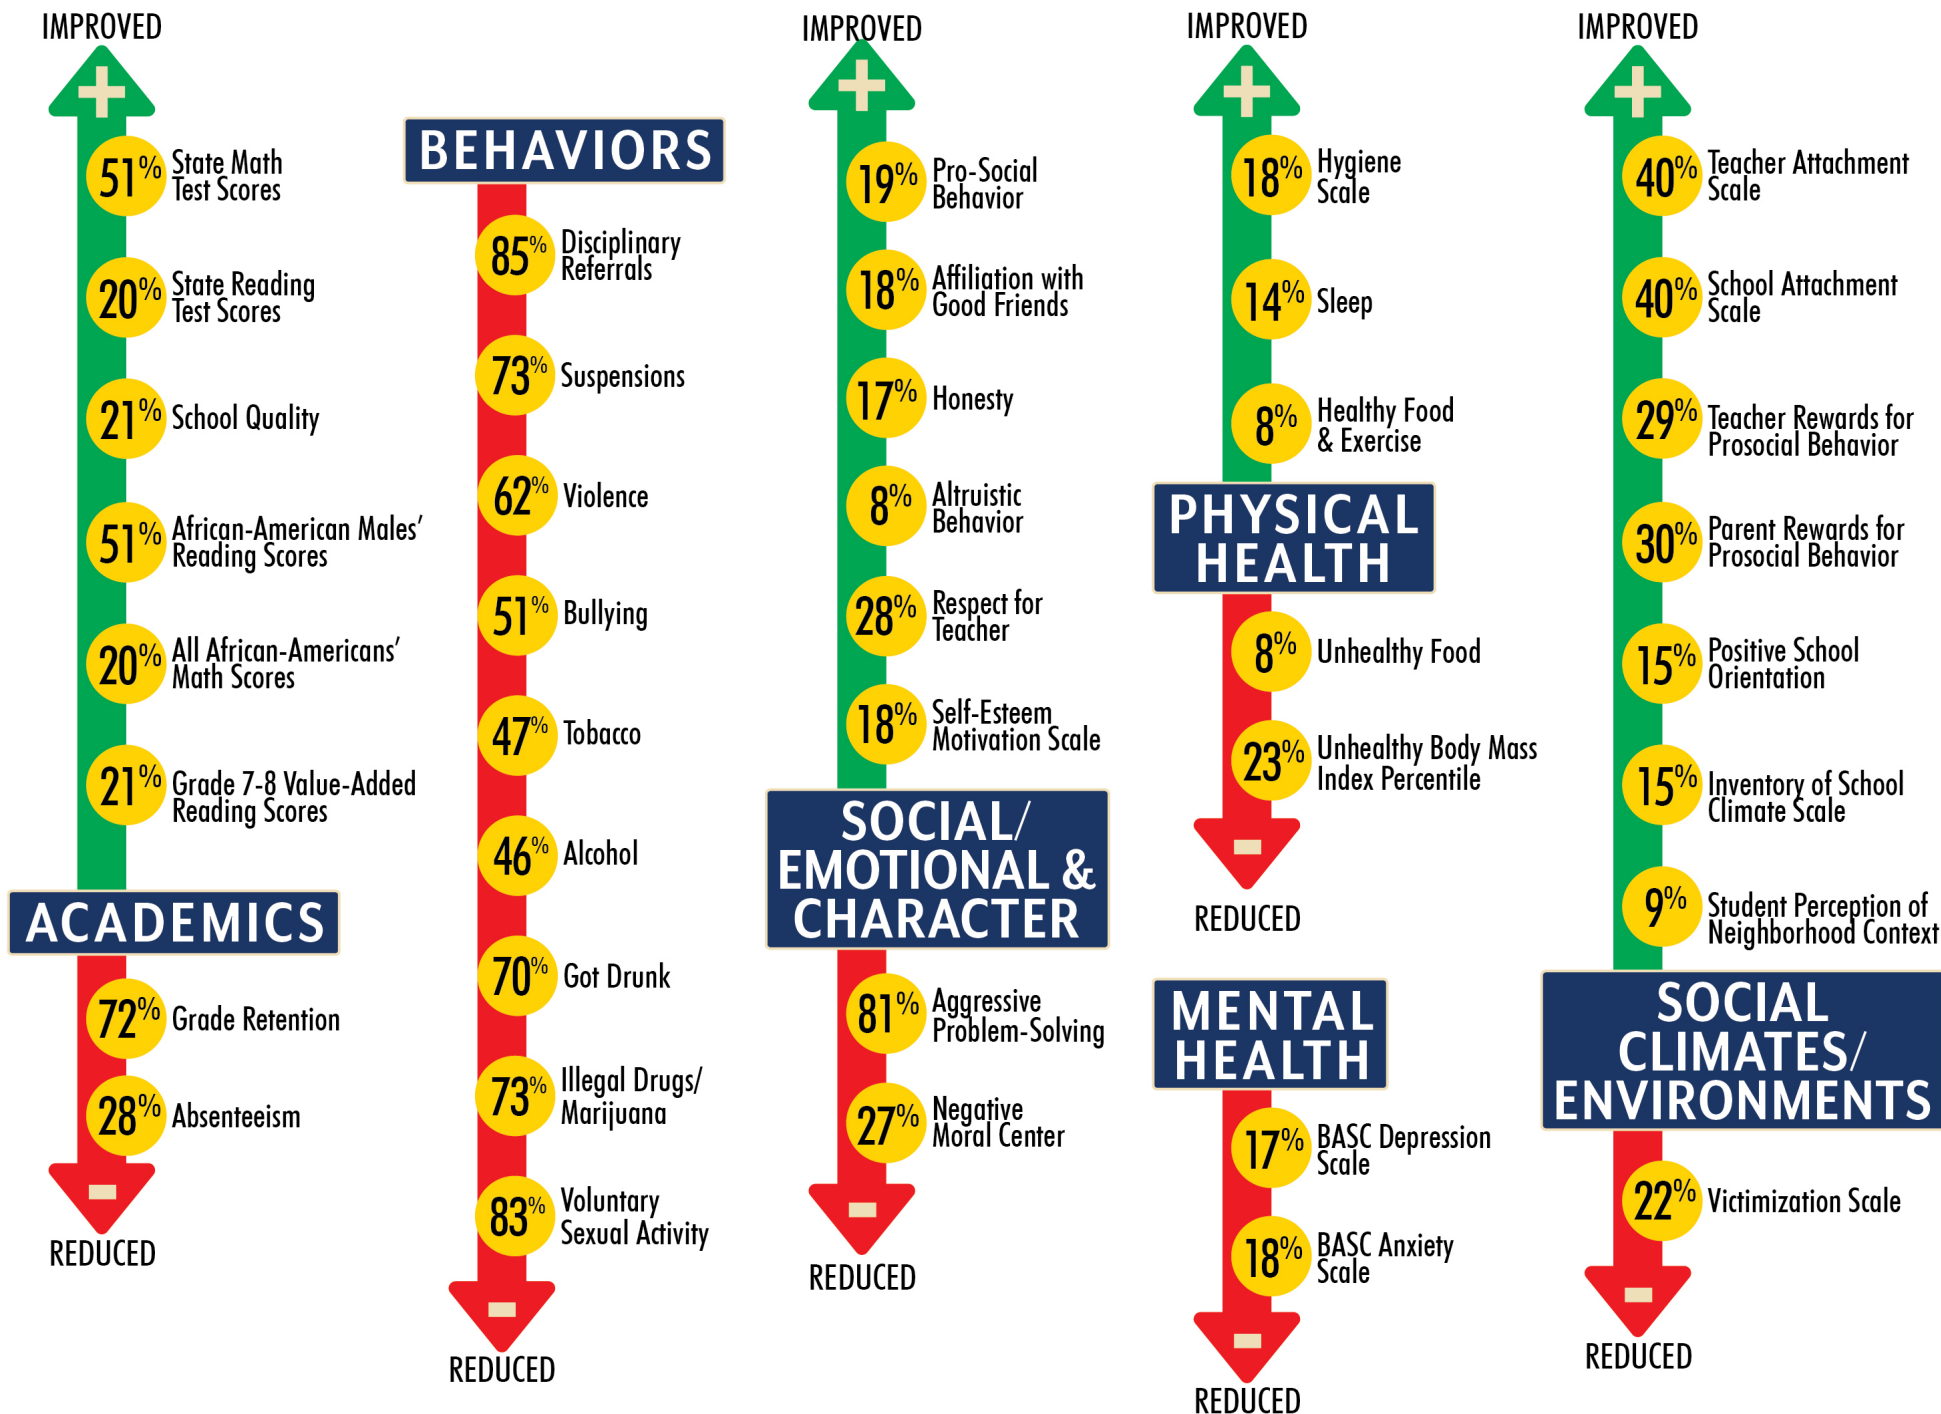 IMPROVED
51%
State Math
Test Scores
20%
State Reading
Test Scores
21%
School Quality
51%
African-American Males’
Reading Scores
20%
All African-Americans’
Math Scores
21%
Grade 7-8 Value-Added
Reading Scores
ACADEMICS
72%
Grade Retention
28%
Absenteeism
REDUCED
BEHAVIORS
85%
Disciplinary
Referrals
73%
Suspensions
62%
Violence
51%
Bullying
47%
Tobacco
46%
Alcohol
70%
Got Drunk
73%
Illegal Drugs/
Marijuana
83%
Voluntary
Sexual Activity
REDUCED
IMPROVED
19%
Pro-Social
Behavior
18%
Affiliation with
Good Friends
17%
Honesty
8%
Altruistic
Behavior
28%
Respect for
Teacher
18%
Self-Esteem
Motivation Scale
SOCIAL/
EMOTIONAL &
CHARACTER
81%
Aggressive
Problem-Solving
27%
Negative
Moral Center
REDUCED
IMPROVED
18%
Hygiene
Scale
14%
Sleep
8%
Healthy Food
& Exercise
PHYSICAL
HEALTH
8%
Unhealthy Food
23%
Unhealthy Body Mass
Index Percentile
REDUCED
MENTAL
HEALTH
17%
BASC Depression
Scale
18%
BASC Anxiety
Scale
REDUCED
IMPROVED
40%
Teacher Attachment
Scale
40%
School Attachment
Scale
29%
Teacher Rewards for
Prosocial Behavior
30%
Parent Rewards for
Prosocial Behavior
15%
Positive School
Orientation
15%
Inventory of School
Climate Scale
9%
Student Perception of
Neighborhood Context
SOCIAL
CLIMATES/
ENVIRONMENTS
22%
Victimization Scale
REDUCED